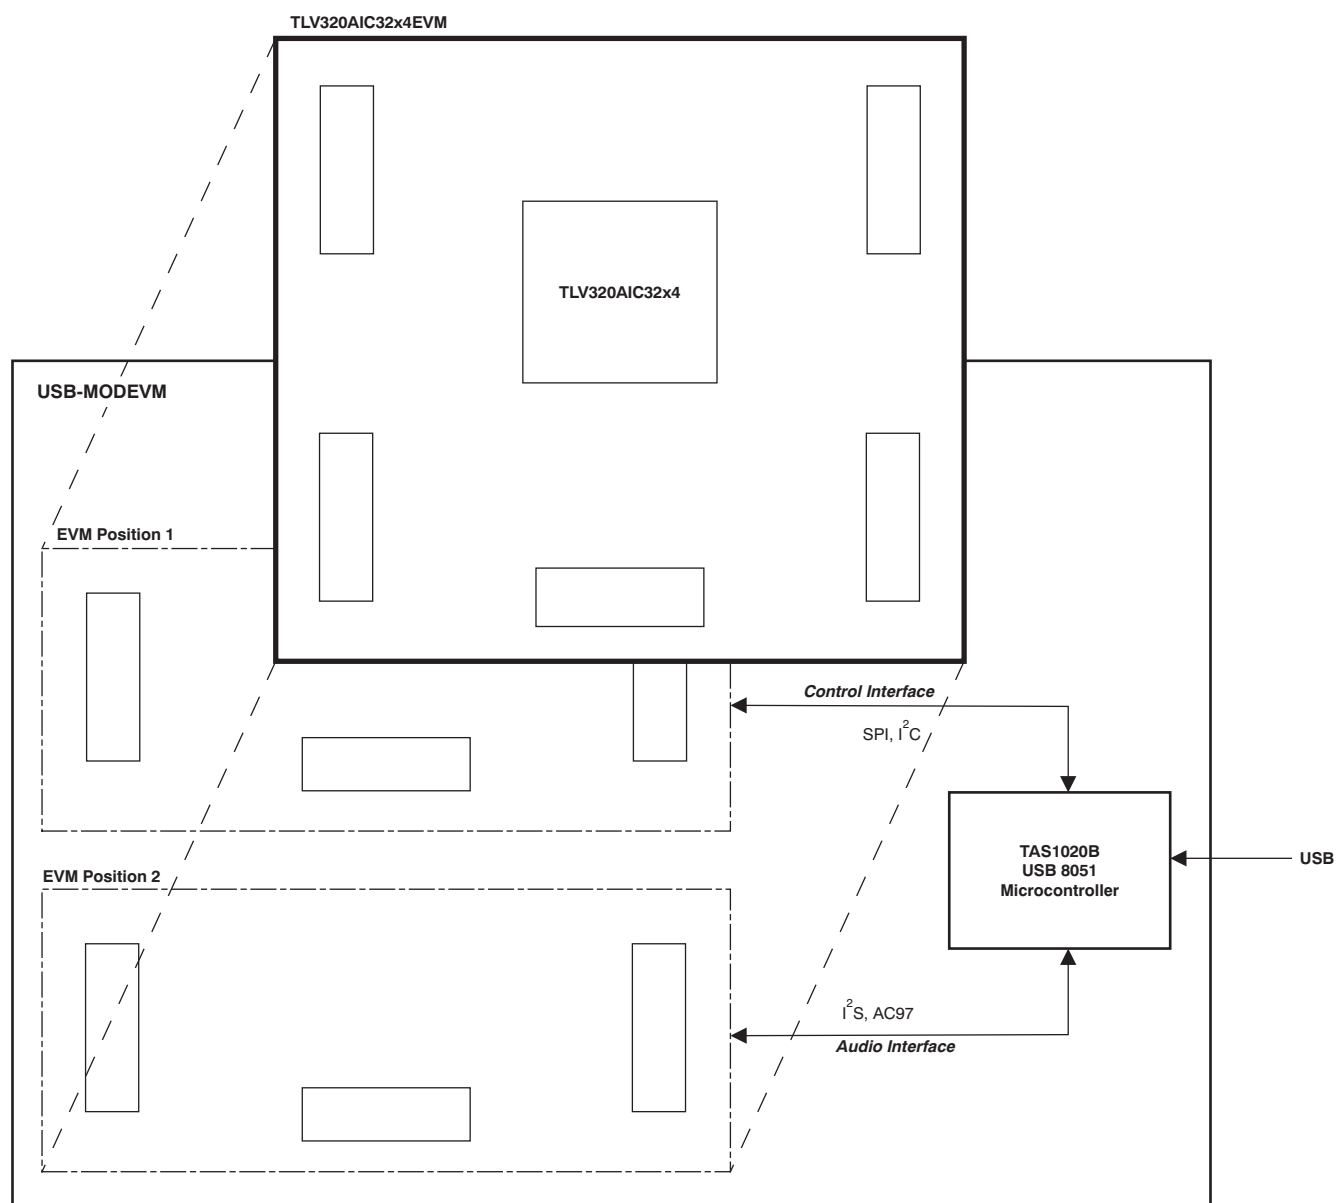 TLV320AIC32x4EVM
TLV320AIC32x4
USB-MODEVM
EVM Position 1
Control Interface
SPI, I²C
TAS1020B
USB 8051
Microcontroller
USB
EVM Position 2
I²S, AC97
Audio Interface